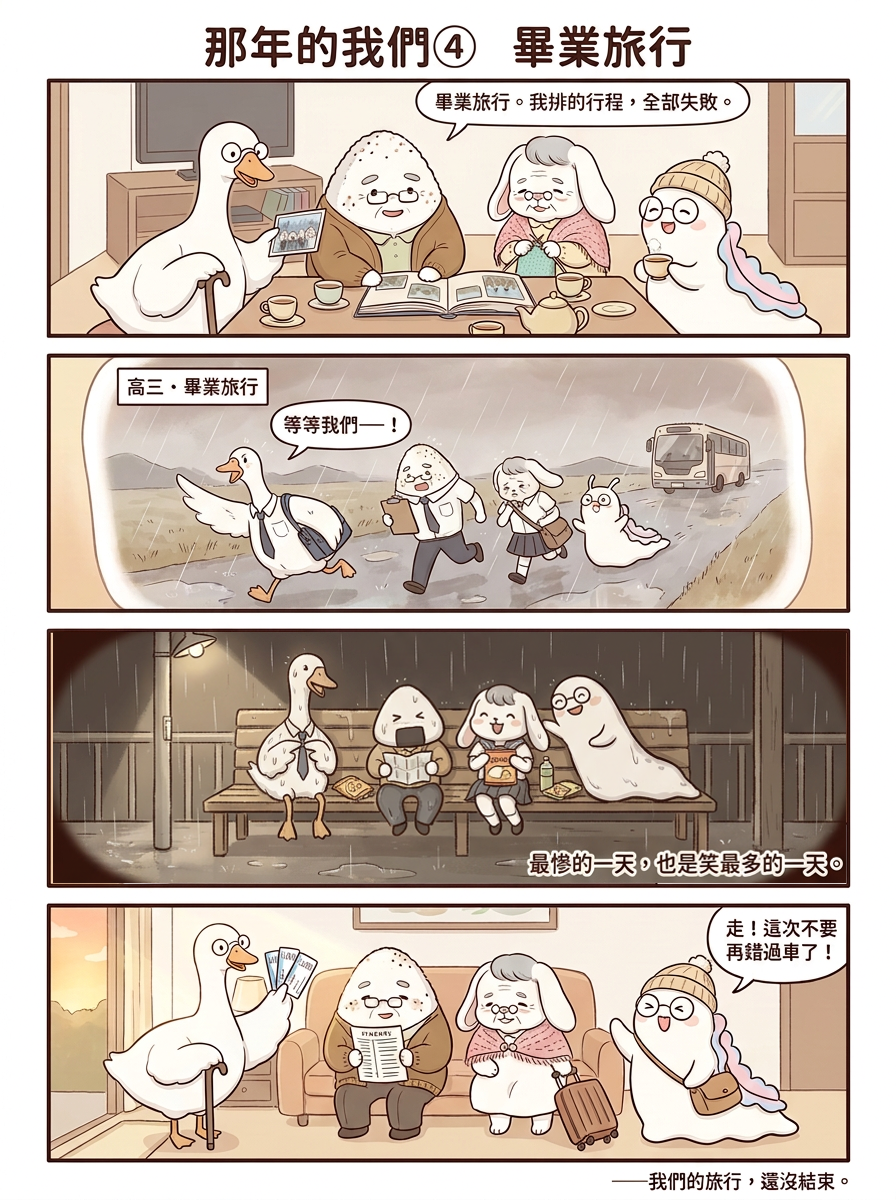 那年的我們④ 畢業旅行
畢業旅行。我排的行程，全部失敗。
高三・畢業旅行
等等我們──！
最慘的一天，也是笑最多的一天。
走！這次不要
再錯過車了！
──我們的旅行，還沒結束。